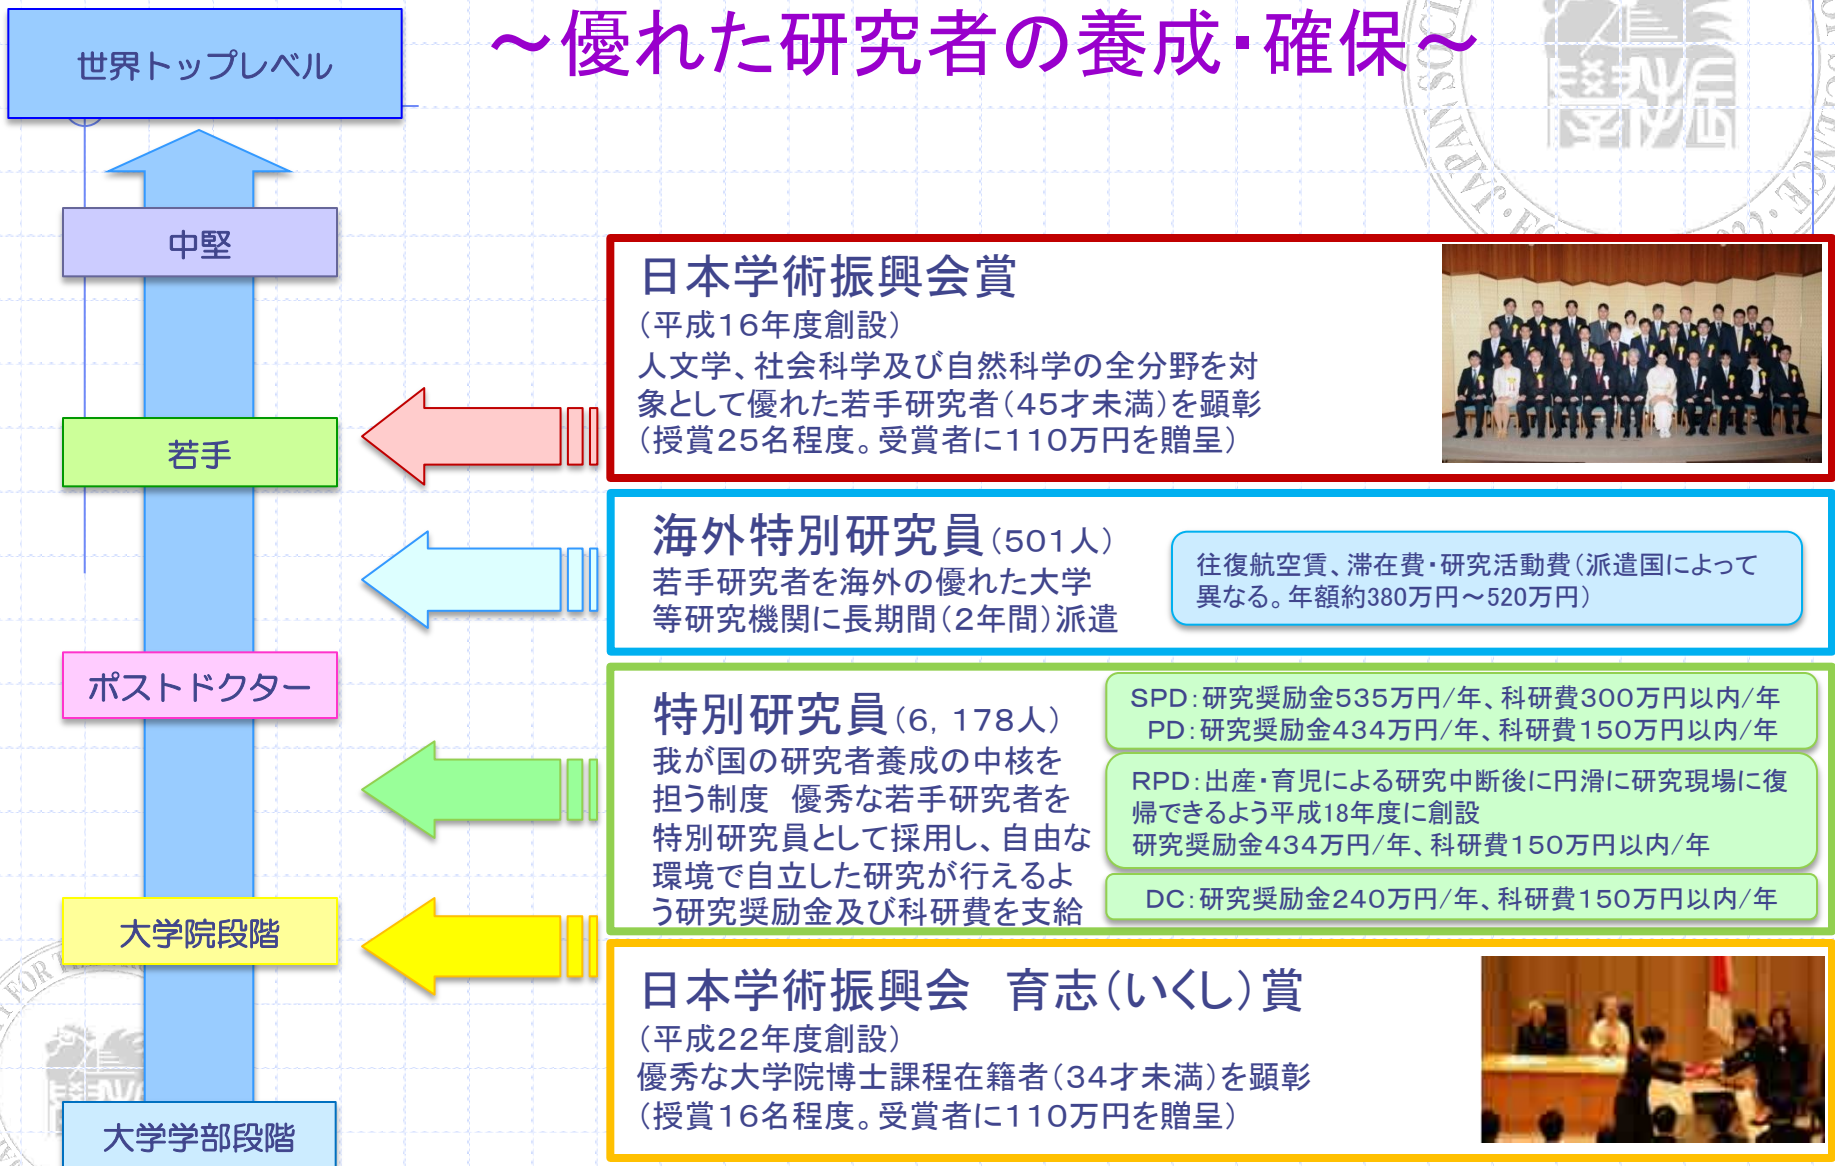 ～優れた研究者の養成・確保～
世界トップレベル
中堅
若手
ポストドクター
大学院段階
大学学部段階
日本学術振興会賞
（平成16年度創設）
人文学、社会科学及び自然科学の全分野を対
象として優れた若手研究者（45才未満）を顕彰
（授賞25名程度。受賞者に110万円を贈呈）
海外特別研究員（501人）
若手研究者を海外の優れた大学
等研究機関に長期間（2年間）派遣
往復航空賃、滞在費・研究活動費（派遣国によって
異なる。年額約380万円～520万円）
特別研究員（6,178人）
我が国の研究者養成の中核を
担う制度　優秀な若手研究者を
特別研究員として採用し、自由な
環境で自立した研究が行えるよ
う研究奨励金及び科研費を支給
SPD：研究奨励金535万円/年、科研費300万円以内/年
PD：研究奨励金434万円/年、科研費150万円以内/年
RPD：出産・育児による研究中断後に円滑に研究現場に復
帰できるよう平成18年度に創設
研究奨励金434万円/年、科研費150万円以内/年
DC：研究奨励金240万円/年、科研費150万円以内/年
日本学術振興会　育志（いくし）賞
（平成22年度創設）
優秀な大学院博士課程在籍者（34才未満）を顕彰
（授賞16名程度。受賞者に110万円を贈呈）